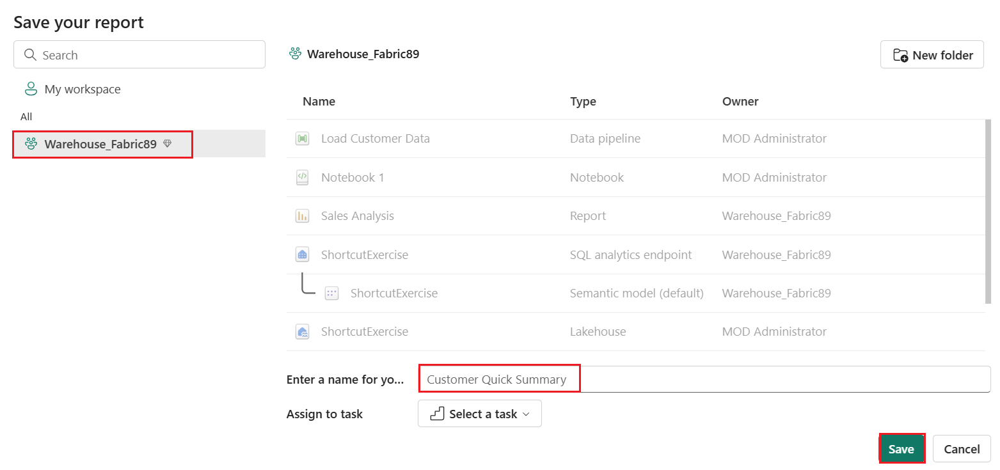 Save your report
Search
My workspace
All
Warehouse_Fabric89
Warehouse_Fabric89
New folder
Name Type Owner
Load Customer Data Data pipeline MOD Administrator
Notebook 1 Notebook MOD Administrator
Sales Analysis Report Warehouse_Fabric89
ShortcutExercise SQL analytics endpoint Warehouse_Fabric89
ShortcutExercise Semantic model (default) Warehouse_Fabric89
ShortcutExercise Lakehouse MOD Administrator
Enter a name for yo... Customer Quick Summary
Assign to task Select a task
Save Cancel